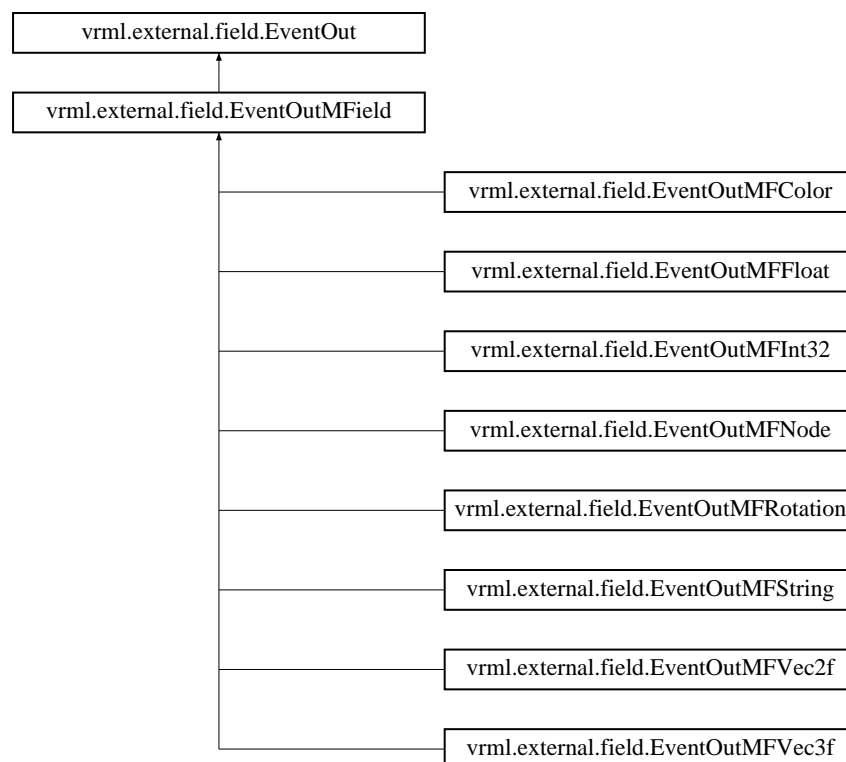 vrml.external.field.EventOut
vrml.external.field.EventOutMField
vrml.external.field.EventOutMFColor
vrml.external.field.EventOutMFFloat
vrml.external.field.EventOutMFInt32
vrml.external.field.EventOutMFNode
vrml.external.field.EventOutMFRotation
vrml.external.field.EventOutMFString
vrml.external.field.EventOutMFVec2f
vrml.external.field.EventOutMFVec3f